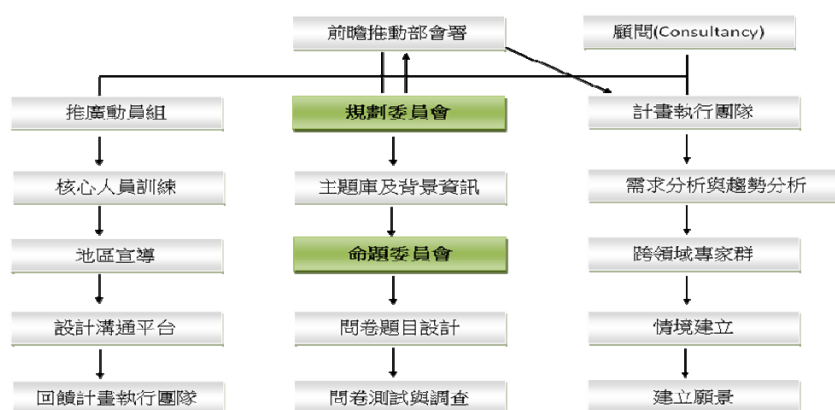 前瞻推動部會署
顧問(Consultancy)
推廣動員組
規劃委員會
計畫執行團隊
核心人員訓練
主題庫及背景資訊
需求分析與趨勢分析
地區宣導
命題委員會
跨領域專家群
設計溝通平台
問卷題目設計
情境建立
回饋計畫執行團隊
問卷測試與調查
建立願景